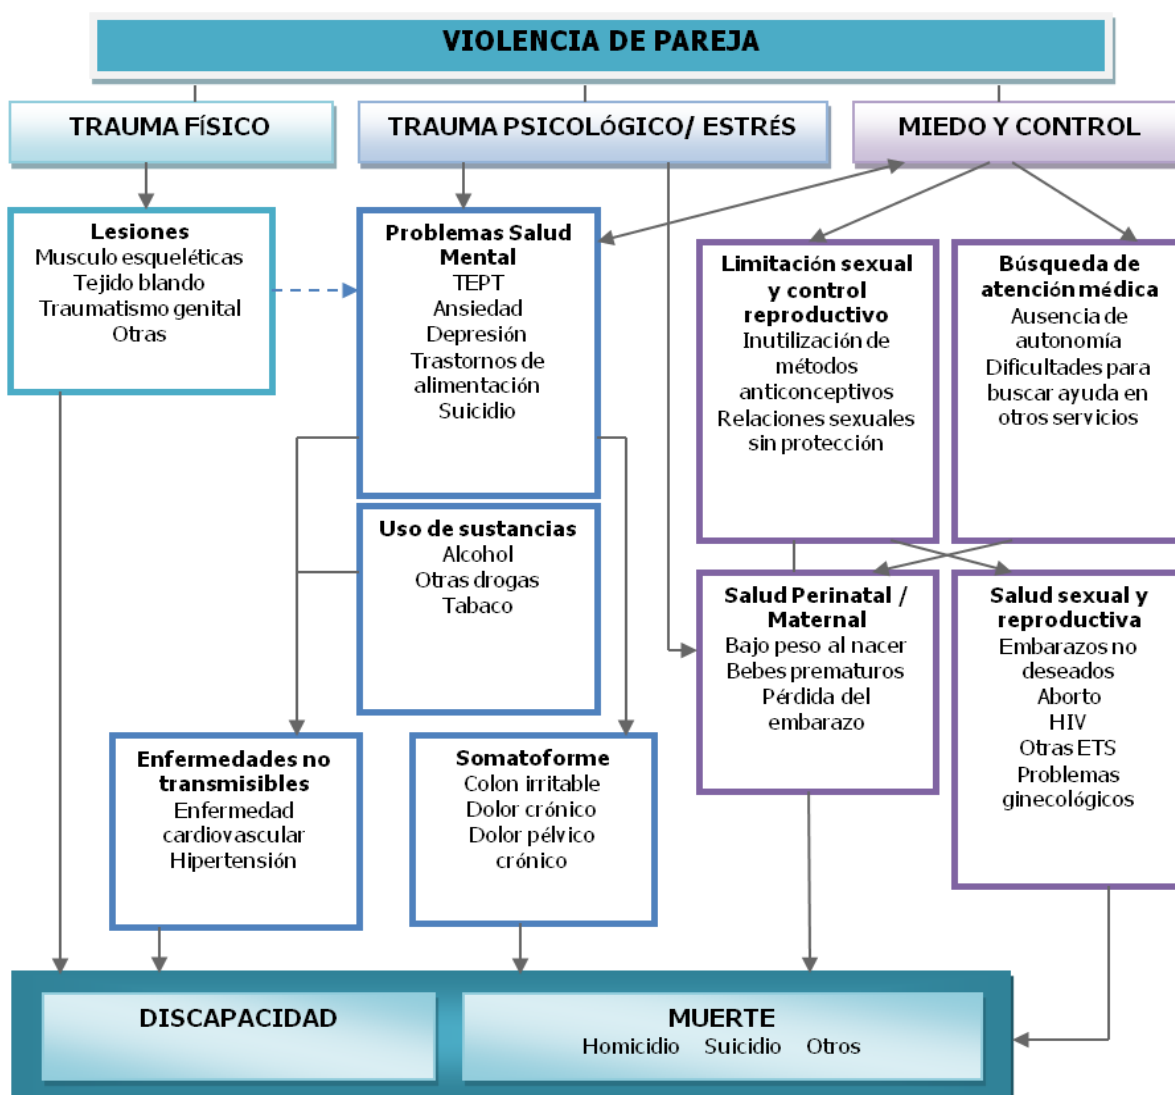 VIOLENCIA DE PAREJA
TRAUMA FÍSICO
TRAUMA PSICOLÓGICO/ ESTRÉS
MIEDO Y CONTROL
Lesiones
Musculo esqueléticas
Tejido blando
Traumatismo genital
Otras
Problemas Salud
Mental
TEPT
Ansiedad
Depresión
Trastornos de
alimentación
Suicidio
Limitación sexual
y control
reproductivo
Inutilización de
métodos
anticonceptivos
Relaciones sexuales
sin protección
Búsqueda de
atención médica
Ausencia de
autonomía
Dificultades para
buscar ayuda en
otros servicios
Uso de sustancias
Alcohol
Otras drogas
Tabaco
Salud Perinatal /
Maternal
Bajo peso al nacer
Bebes prematuros
Pérdida del
embarazo
Salud sexual y
reproductiva
Embarazos no
deseados
Aborto
HIV
Otras ETS
Problemas
ginecológicos
Enfermedades no
transmisibles
Enfermedad
cardiovascular
Hipertensión
Somatoforme
Colon irritable
Dolor crónico
Dolor pélvico
crónico
DISCAPACIDAD
MUERTE
Homicidio Suicidio Otros